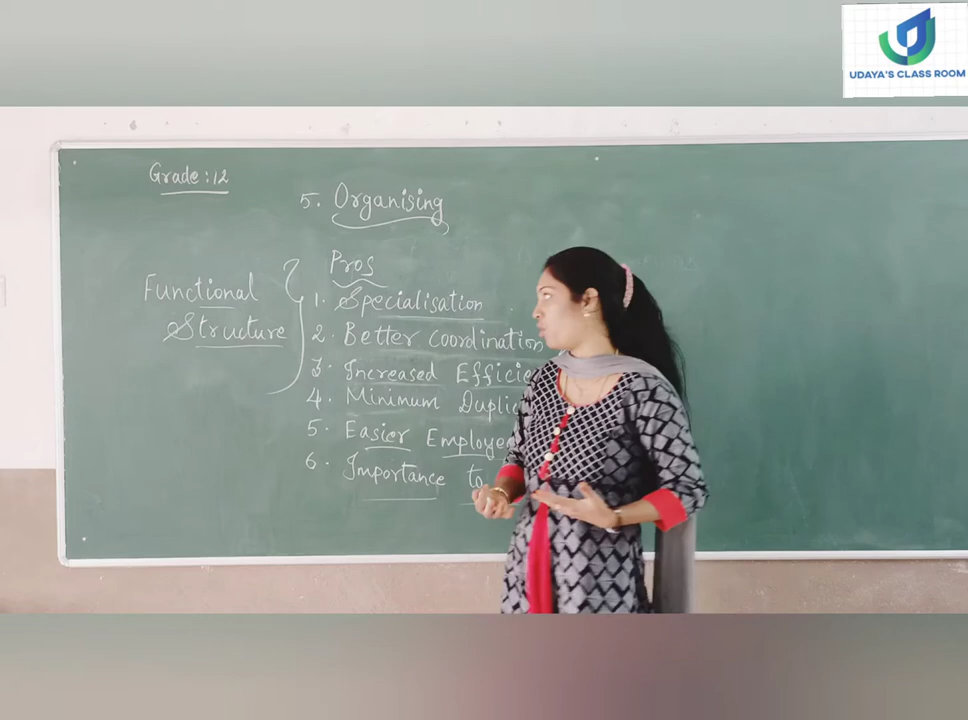 UDAYA'S CLASS ROOM
Grade: 12
5. Organising
Functional
Structure
Pros
1. Specialisation
2. Better coordination
3. Increased
4. Minimum
5. Easier
6. Importance to